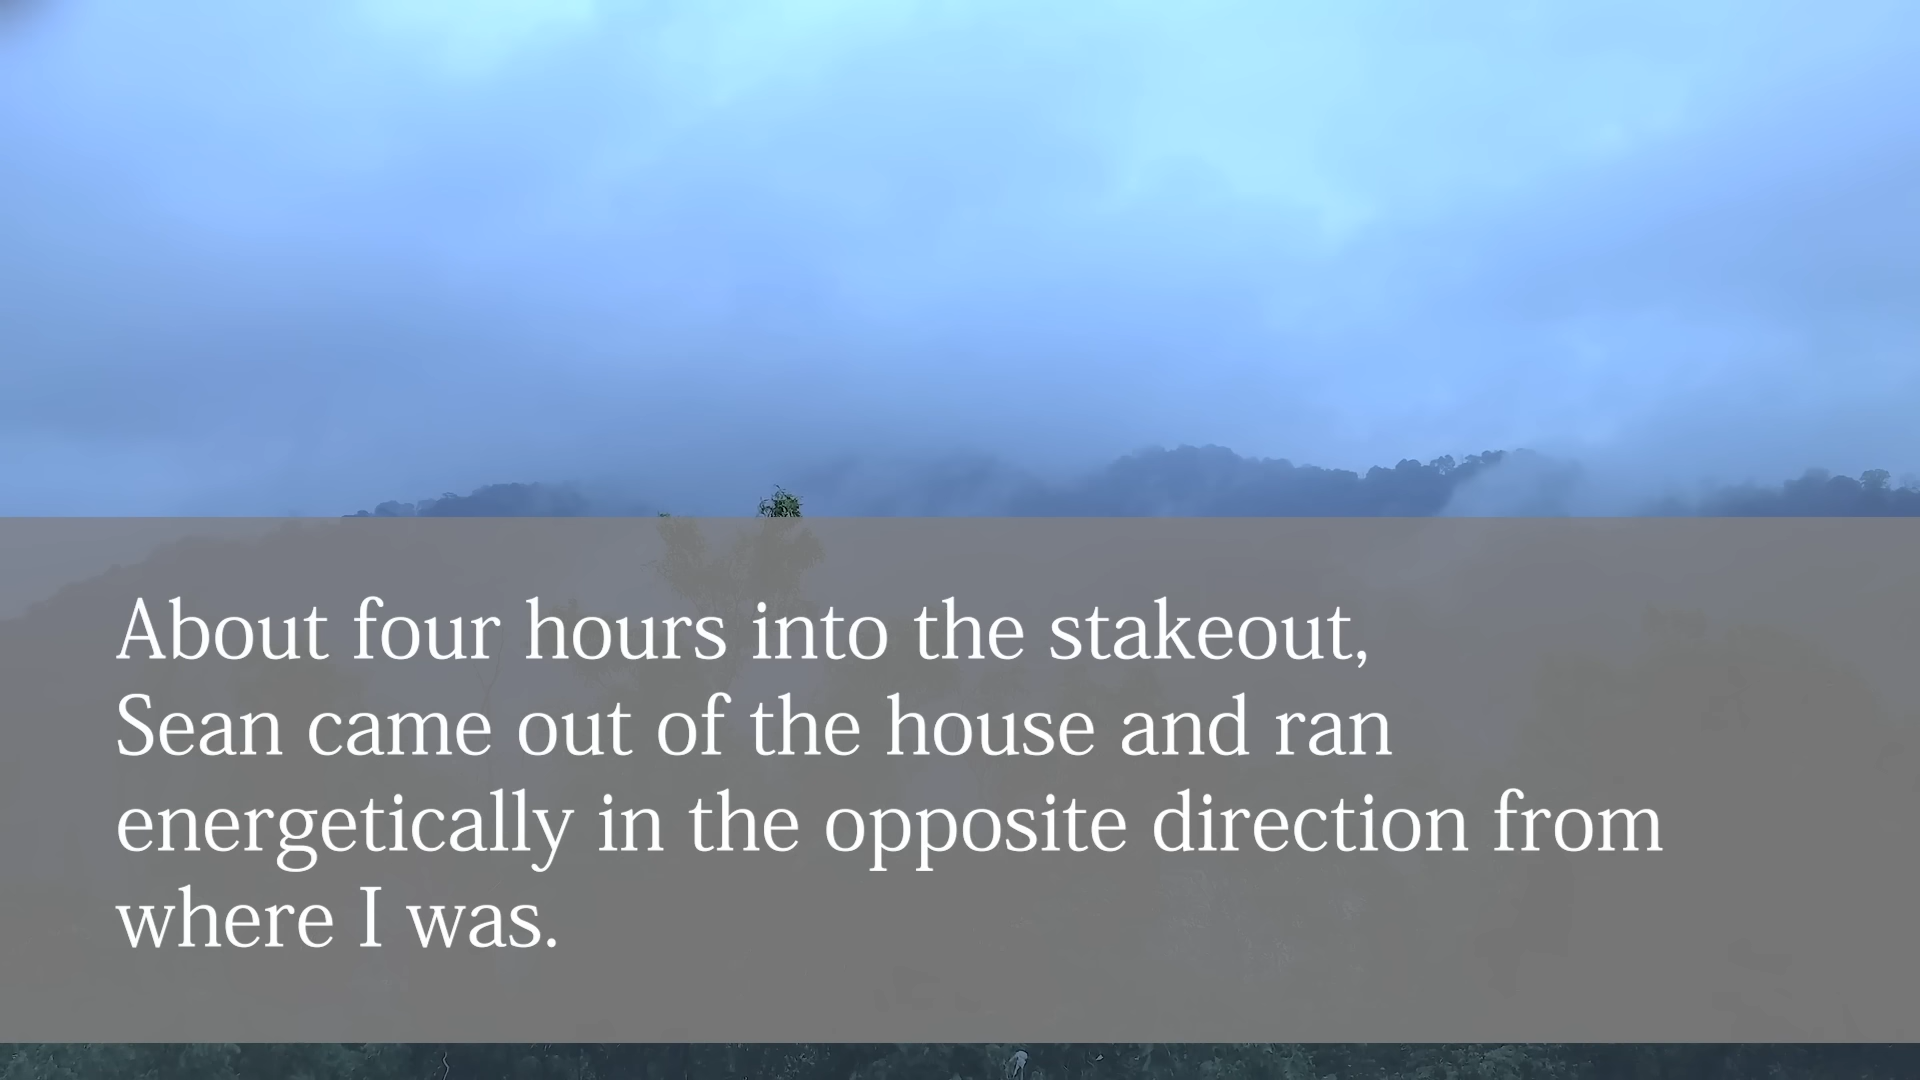 About four hours into the stakeout,
Sean came out of the house and ran
energetically in the opposite direction from
where I was.